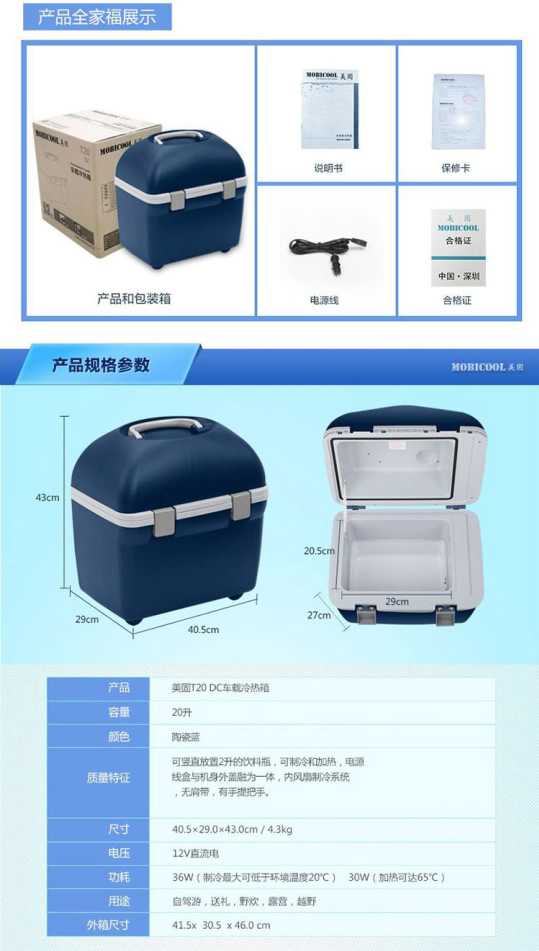 产品全家福展示
MOBICOOL 美固
T20
MOBICOOL 美固
MOBICOOL 美固
产品和包装箱
说明书
保修卡
美 固
MOBICOOL
合格证
中国·深圳
电源线
合格证
产品规格参数
MOBICOOL 美固
43cm
29cm
40.5cm
20.5cm
27cm
29cm
产品 美固T20 DC车载冷热箱
容量 20升
颜色 陶瓷蓝
质量特征 可竖直放置2升的饮料瓶，可制冷和加热，电源
线盒与机身外盖融为一体，内风扇制冷系统
，无肩带，有手提把手。
尺寸 40.5×29.0×43.0cm / 4.3kg
电压 12V直流电
功耗 36W（制冷最大可低于环境温度20℃） 30W（加热可达65℃）
用途 自驾游，送礼，野炊，露营，越野
外箱尺寸 41.5x 30.5 x 46.0 cm